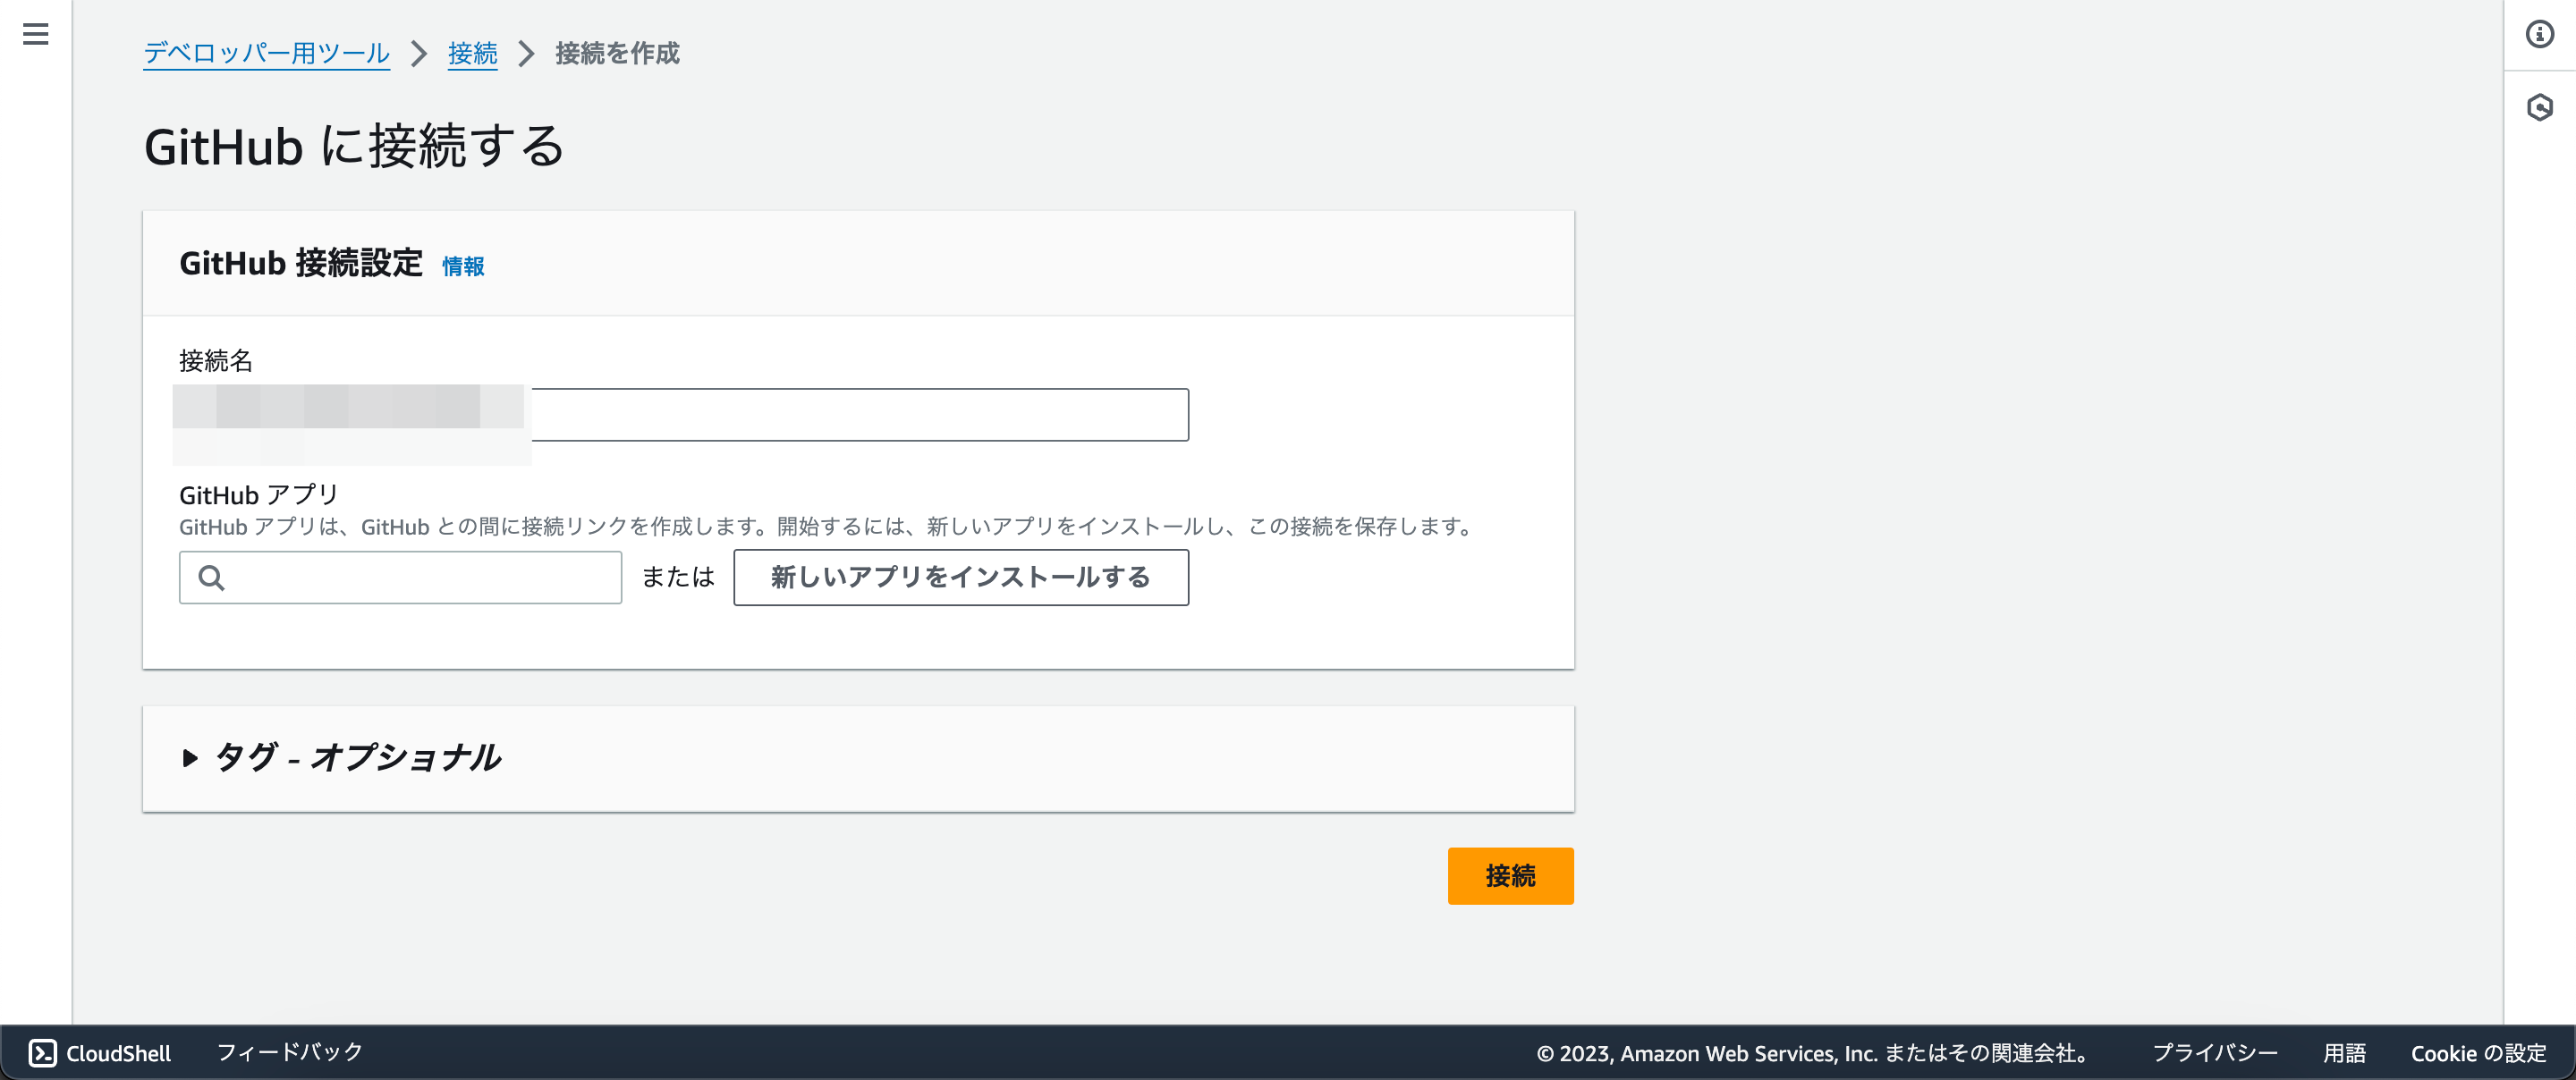 デベロッパー用ツール > 接続 > 接続を作成
GitHub に接続する
GitHub 接続設定 情報
接続名
GitHub アプリ
GitHub アプリは、GitHub との間に接続リンクを作成します。開始するには、新しいアプリをインストールし、この接続を保存します。
または 新しいアプリをインストールする
タグ - オプショナル
接続
CloudShell フィードバック © 2023, Amazon Web Services, Inc. またはその関連会社。 プライバシー 用語 Cookie の設定